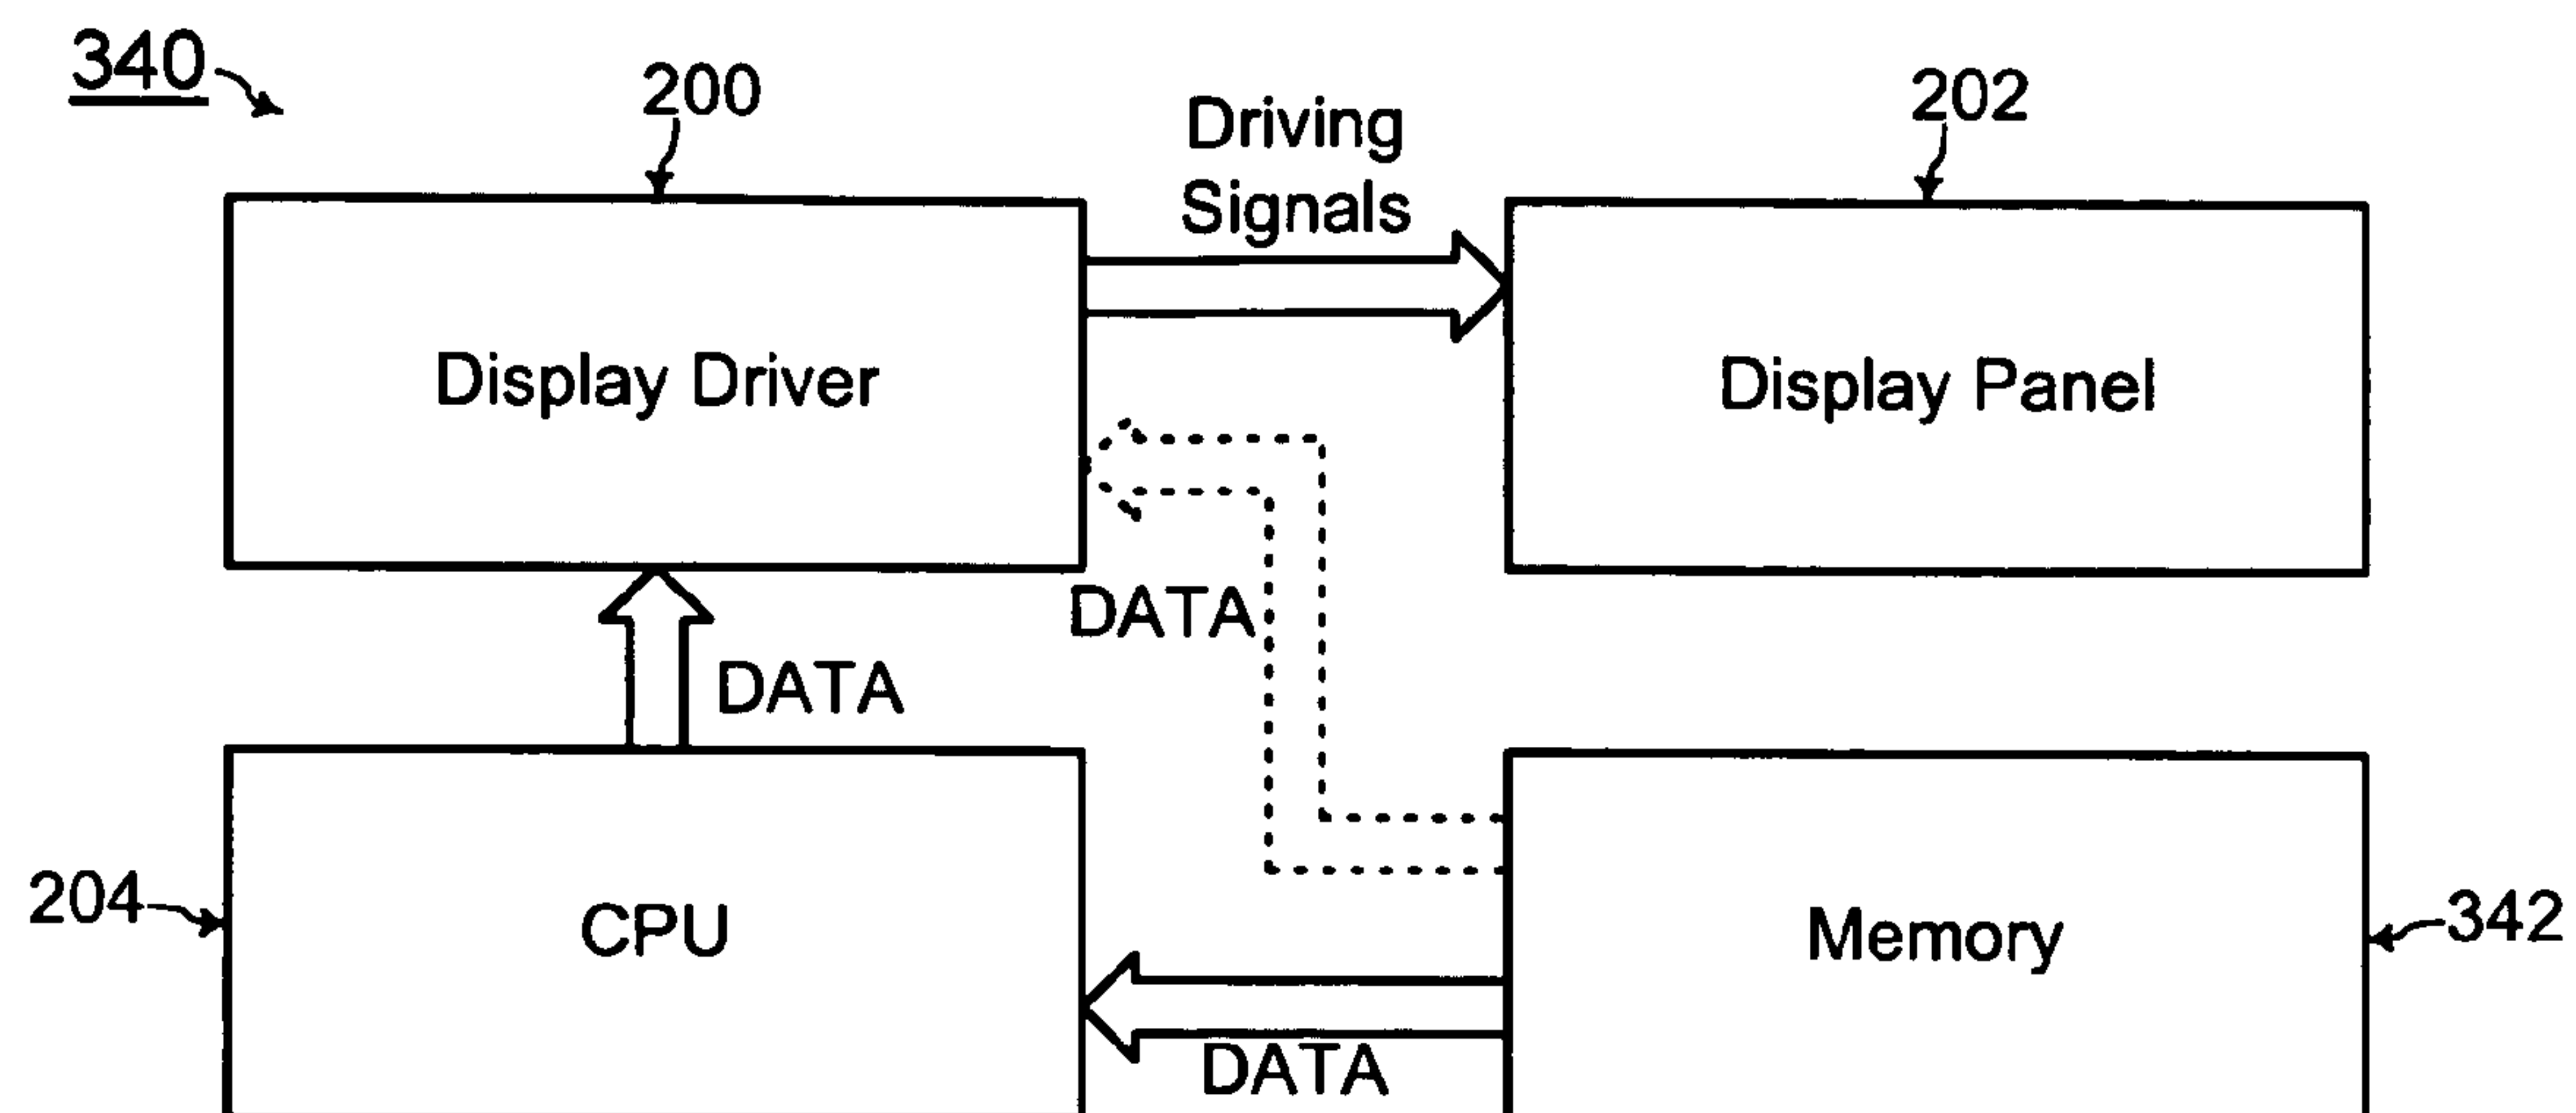 340
200
202
Driving
Signals
Display Driver
Display Panel
DATA
DATA
204
CPU
Memory
342
DATA